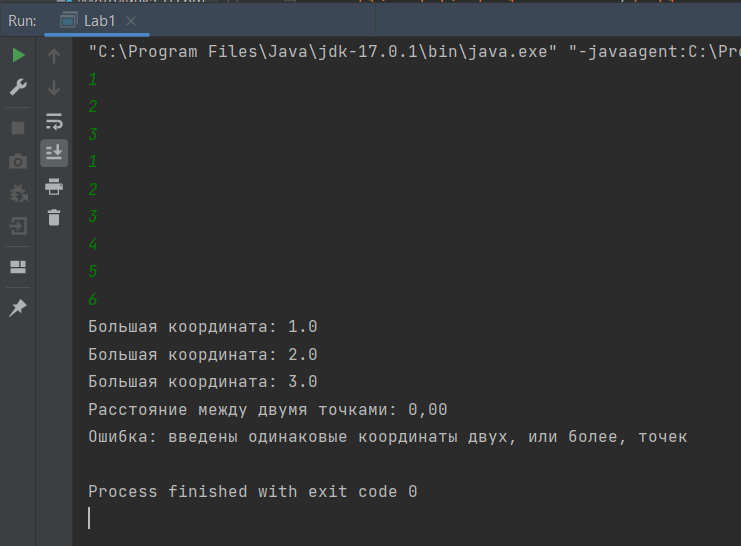 Run: Lab1
"C:\Program Files\Java\jdk-17.0.1\bin\java.exe" "-javaagent:C:\Pr
1
2
3
1
2
3
4
5
6
Большая координата: 1.0
Большая координата: 2.0
Большая координата: 3.0
Расстояние между двумя точками: 0,00
Ошибка: введены одинаковые координаты двух, или более, точек
Process finished with exit code 0